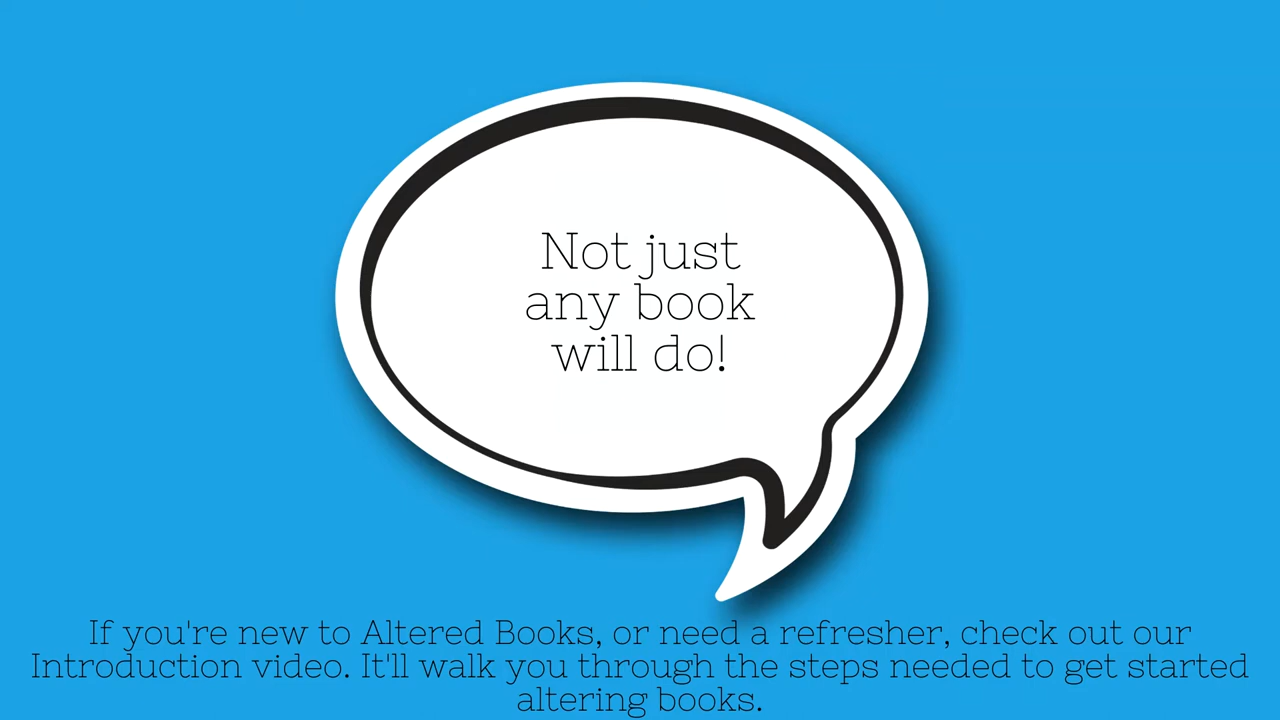 Not just
any book
will do!
If you're new to Altered Books, or need a refresher, check out our
Introduction video. It'll walk you through the steps needed to get started
altering books.